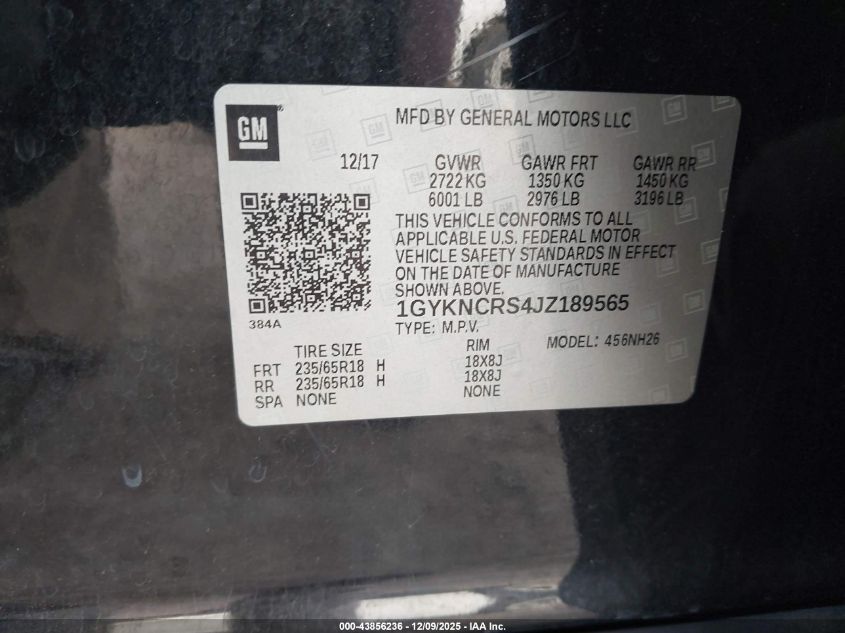 GM
MFD BY GENERAL MOTORS LLC
12/17 GVWR GAWR FRT GAWR RR
2722 KG 1350 KG 1450 KG
6001 LB 2976 LB 3196 LB
THIS VEHICLE CONFORMS TO ALL
APPLICABLE U.S. FEDERAL MOTOR
VEHICLE SAFETY STANDARDS IN EFFECT
ON THE DATE OF MANUFACTURE
SHOWN ABOVE.
1GYKNCRS4JZ189565
384A
TYPE: M.P.V. MODEL: 456NH26
TIRE SIZE RIM
FRT 235/65R18 H 18X8J
RR 235/65R18 H 18X8J
SPA NONE NONE
000-43856236 - 12/09/2025 - IAA Inc.